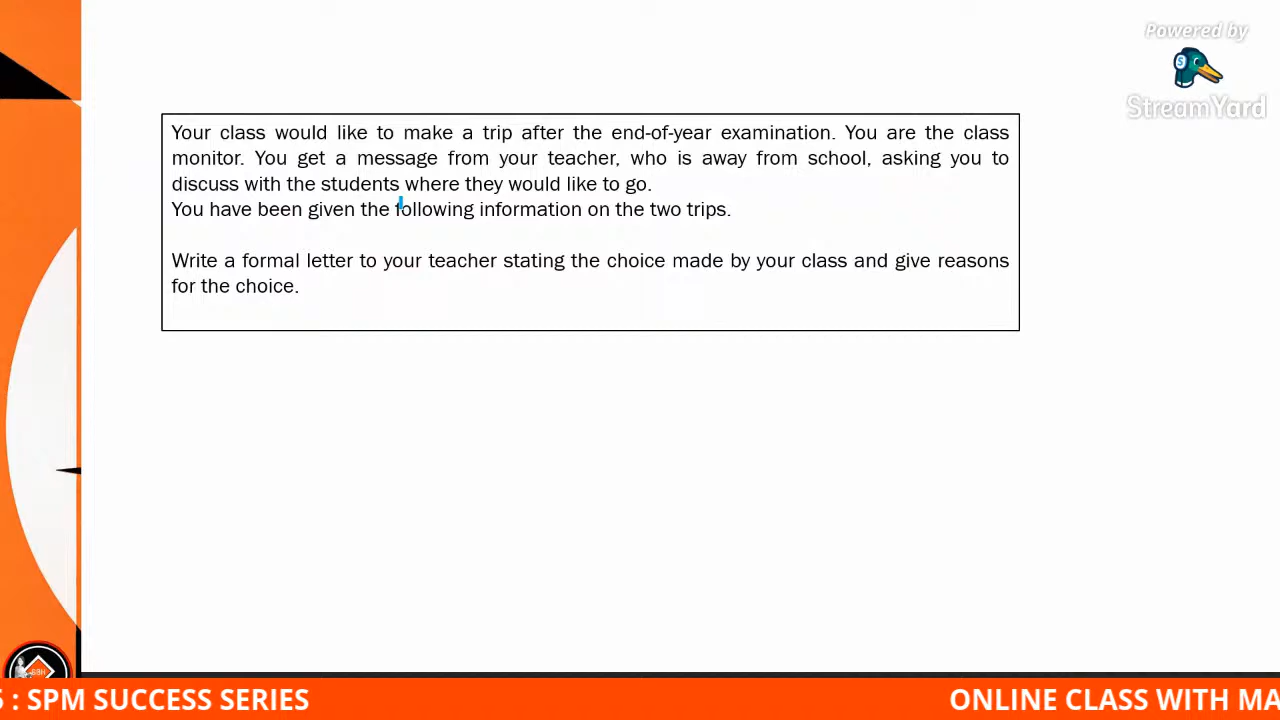 Powered by
StreamYard
Your class would like to make a trip after the end-of-year examination. You are the class
monitor. You get a message from your teacher, who is away from school, asking you to
discuss with the students where they would like to go.
You have been given the following information on the two trips.
Write a formal letter to your teacher stating the choice made by your class and give reasons
for the choice.
: SPM SUCCESS SERIES
ONLINE CLASS WITH MA